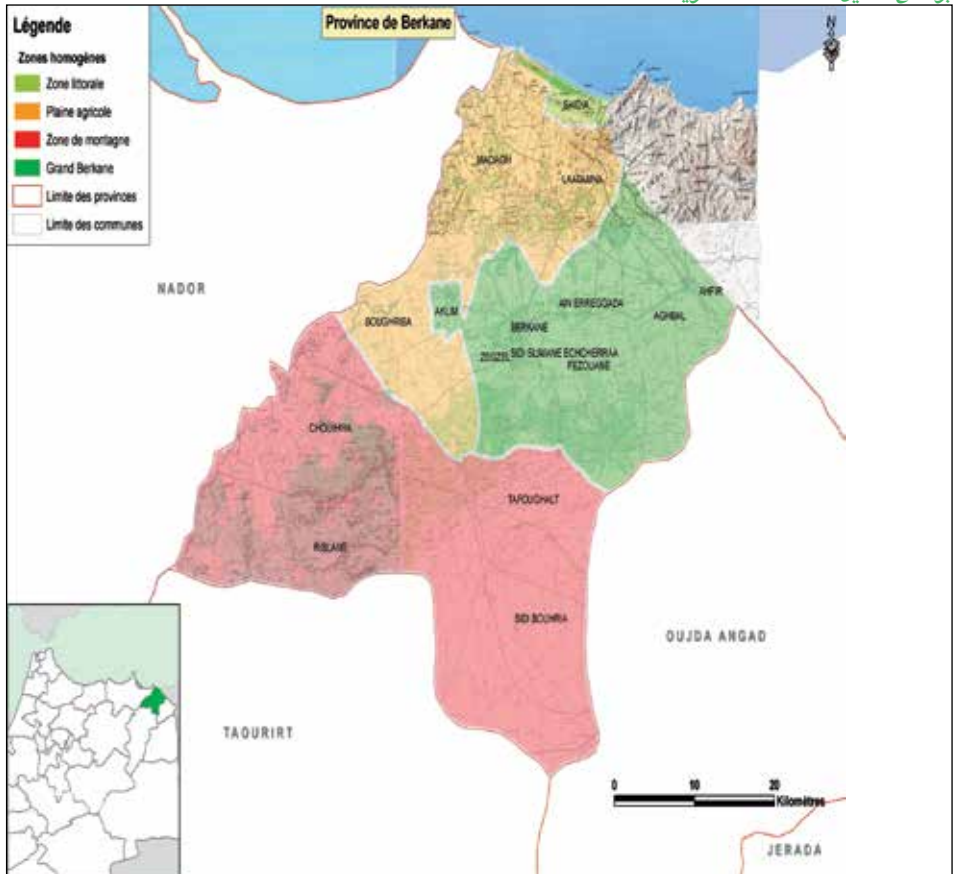 Province de Berkane
Légende
Zones homogènes
Zone littorale
Plaine agricole
Zone de montagne
Grand Berkane
Limite des provinces
Limite des communes
N
SAIDIA
MADAGH
LAATAMNA
NADOR
BOUGHRIBA
AKLIM
AIN ERREGGADA
AHFIR
AGHBAL
BERKANE
ZEGZEL
SIDI SLIMANE ECHCHERRAA
FEZOUANE
CHOUIHIYA
TAFOUGHALT
RISLANE
SIDI BOUHRIA
OUJDA ANGAD
TAOURIRT
0 10 20
Kilomètres
JERADA